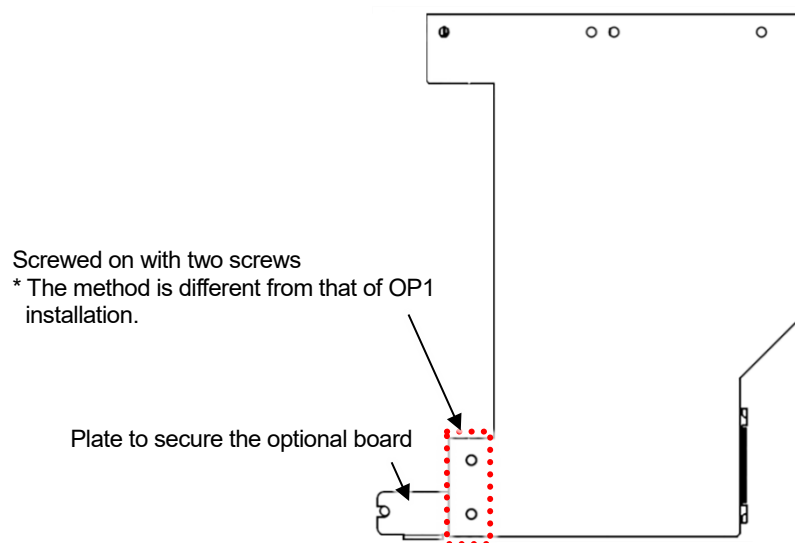 Screwed on with two screws
* The method is different from that of OP1
installation.
Plate to secure the optional board